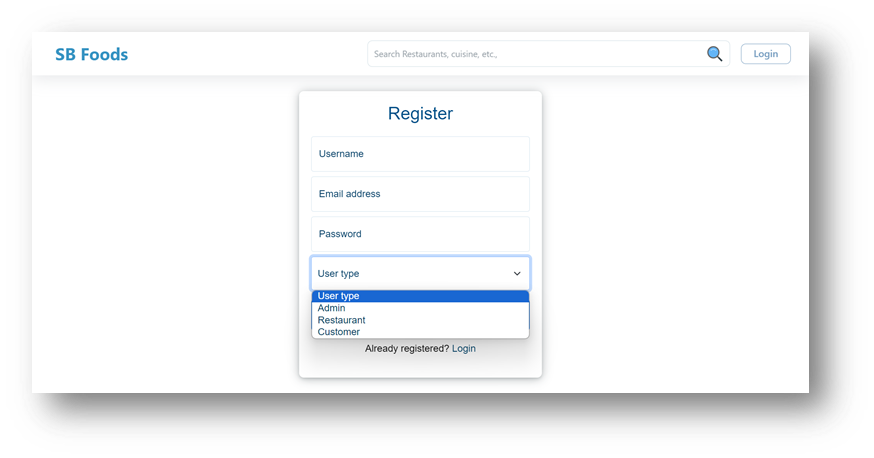 SB Foods
Search Restaurants, cuisine, etc.,
Login
Register
Username
Email address
Password
User type
User type
Admin
Restaurant
Customer
Already registered? Login